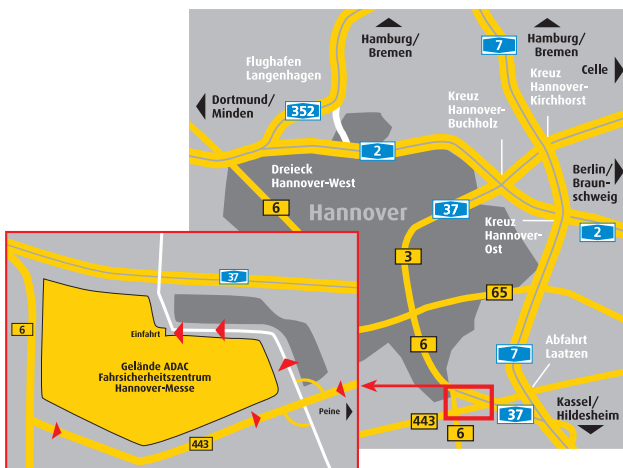 Hamburg/
Bremen
7
Hamburg/
Bremen
Flughafen
Langenhagen
Kreuz
Hannover-
Kirchhorst
Celle
Dortmund/
Minden
352
Kreuz
Hannover-
Buchholz
2
Dreieck
Hannover-West
Berlin/
Braun-
schweig
6
Hannover
37
Kreuz
Hannover-
Ost
2
3
65
6
7
Abfahrt
Laatzen
443
6
37
Kassel/
Hildesheim
37
6
Einfahrt
Gelände ADAC
Fahrsicherheitszentrum
Hannover-Messe
Peine
443